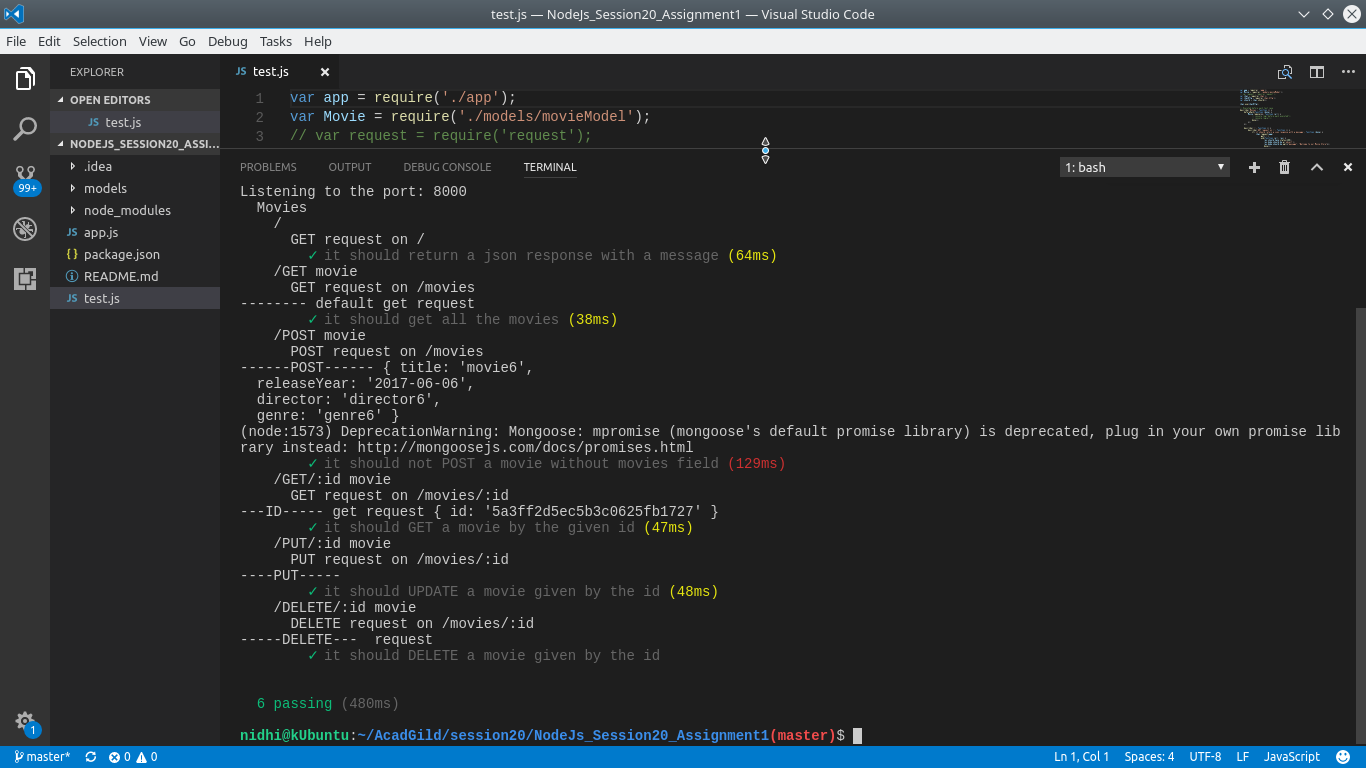 test.js — NodeJs_Session20_Assignment1 — Visual Studio Code
File Edit Selection View Go Debug Tasks Help
EXPLORER
OPEN EDITORS
JS test.js
NODEJS_SESSION20_ASSI...
.idea
models
node_modules
JS app.js
{ } package.json
README.md
JS test.js
99+
1
JS test.js
1 var app = require('./app');
2 var Movie = require('./models/movieModel');
3 // var request = require('request');
PROBLEMS OUTPUT DEBUG CONSOLE TERMINAL
1: bash
Listening to the port: 8000
Movies
/
GET request on /
✓ it should return a json response with a message (64ms)
/GET movie
GET request on /movies
-------- default get request
✓ it should get all the movies (38ms)
/POST movie
POST request on /movies
------POST------ { title: 'movie6',
releaseYear: '2017-06-06',
director: 'director6',
genre: 'genre6' }
(node:1573) DeprecationWarning: Mongoose: mpromise (mongoose's default promise library) is deprecated, plug in your own promise lib
rary instead: http://mongoosejs.com/docs/promises.html
✓ it should not POST a movie without movies field (129ms)
/GET/:id movie
GET request on /movies/:id
---ID----- get request { id: '5a3ff2d5ec5b3c0625fb1727' }
✓ it should GET a movie by the given id (47ms)
/PUT/:id movie
PUT request on /movies/:id
----PUT-----
✓ it should UPDATE a movie given by the id (48ms)
/DELETE/:id movie
DELETE request on /movies/:id
-----DELETE---  request
✓ it should DELETE a movie given by the id
6 passing (480ms)
nidhi@kUbuntu:~/AcadGild/session20/NodeJs_Session20_Assignment1(master)$
master* 0 0 Ln 1, Col 1 Spaces: 4 UTF-8 LF JavaScript